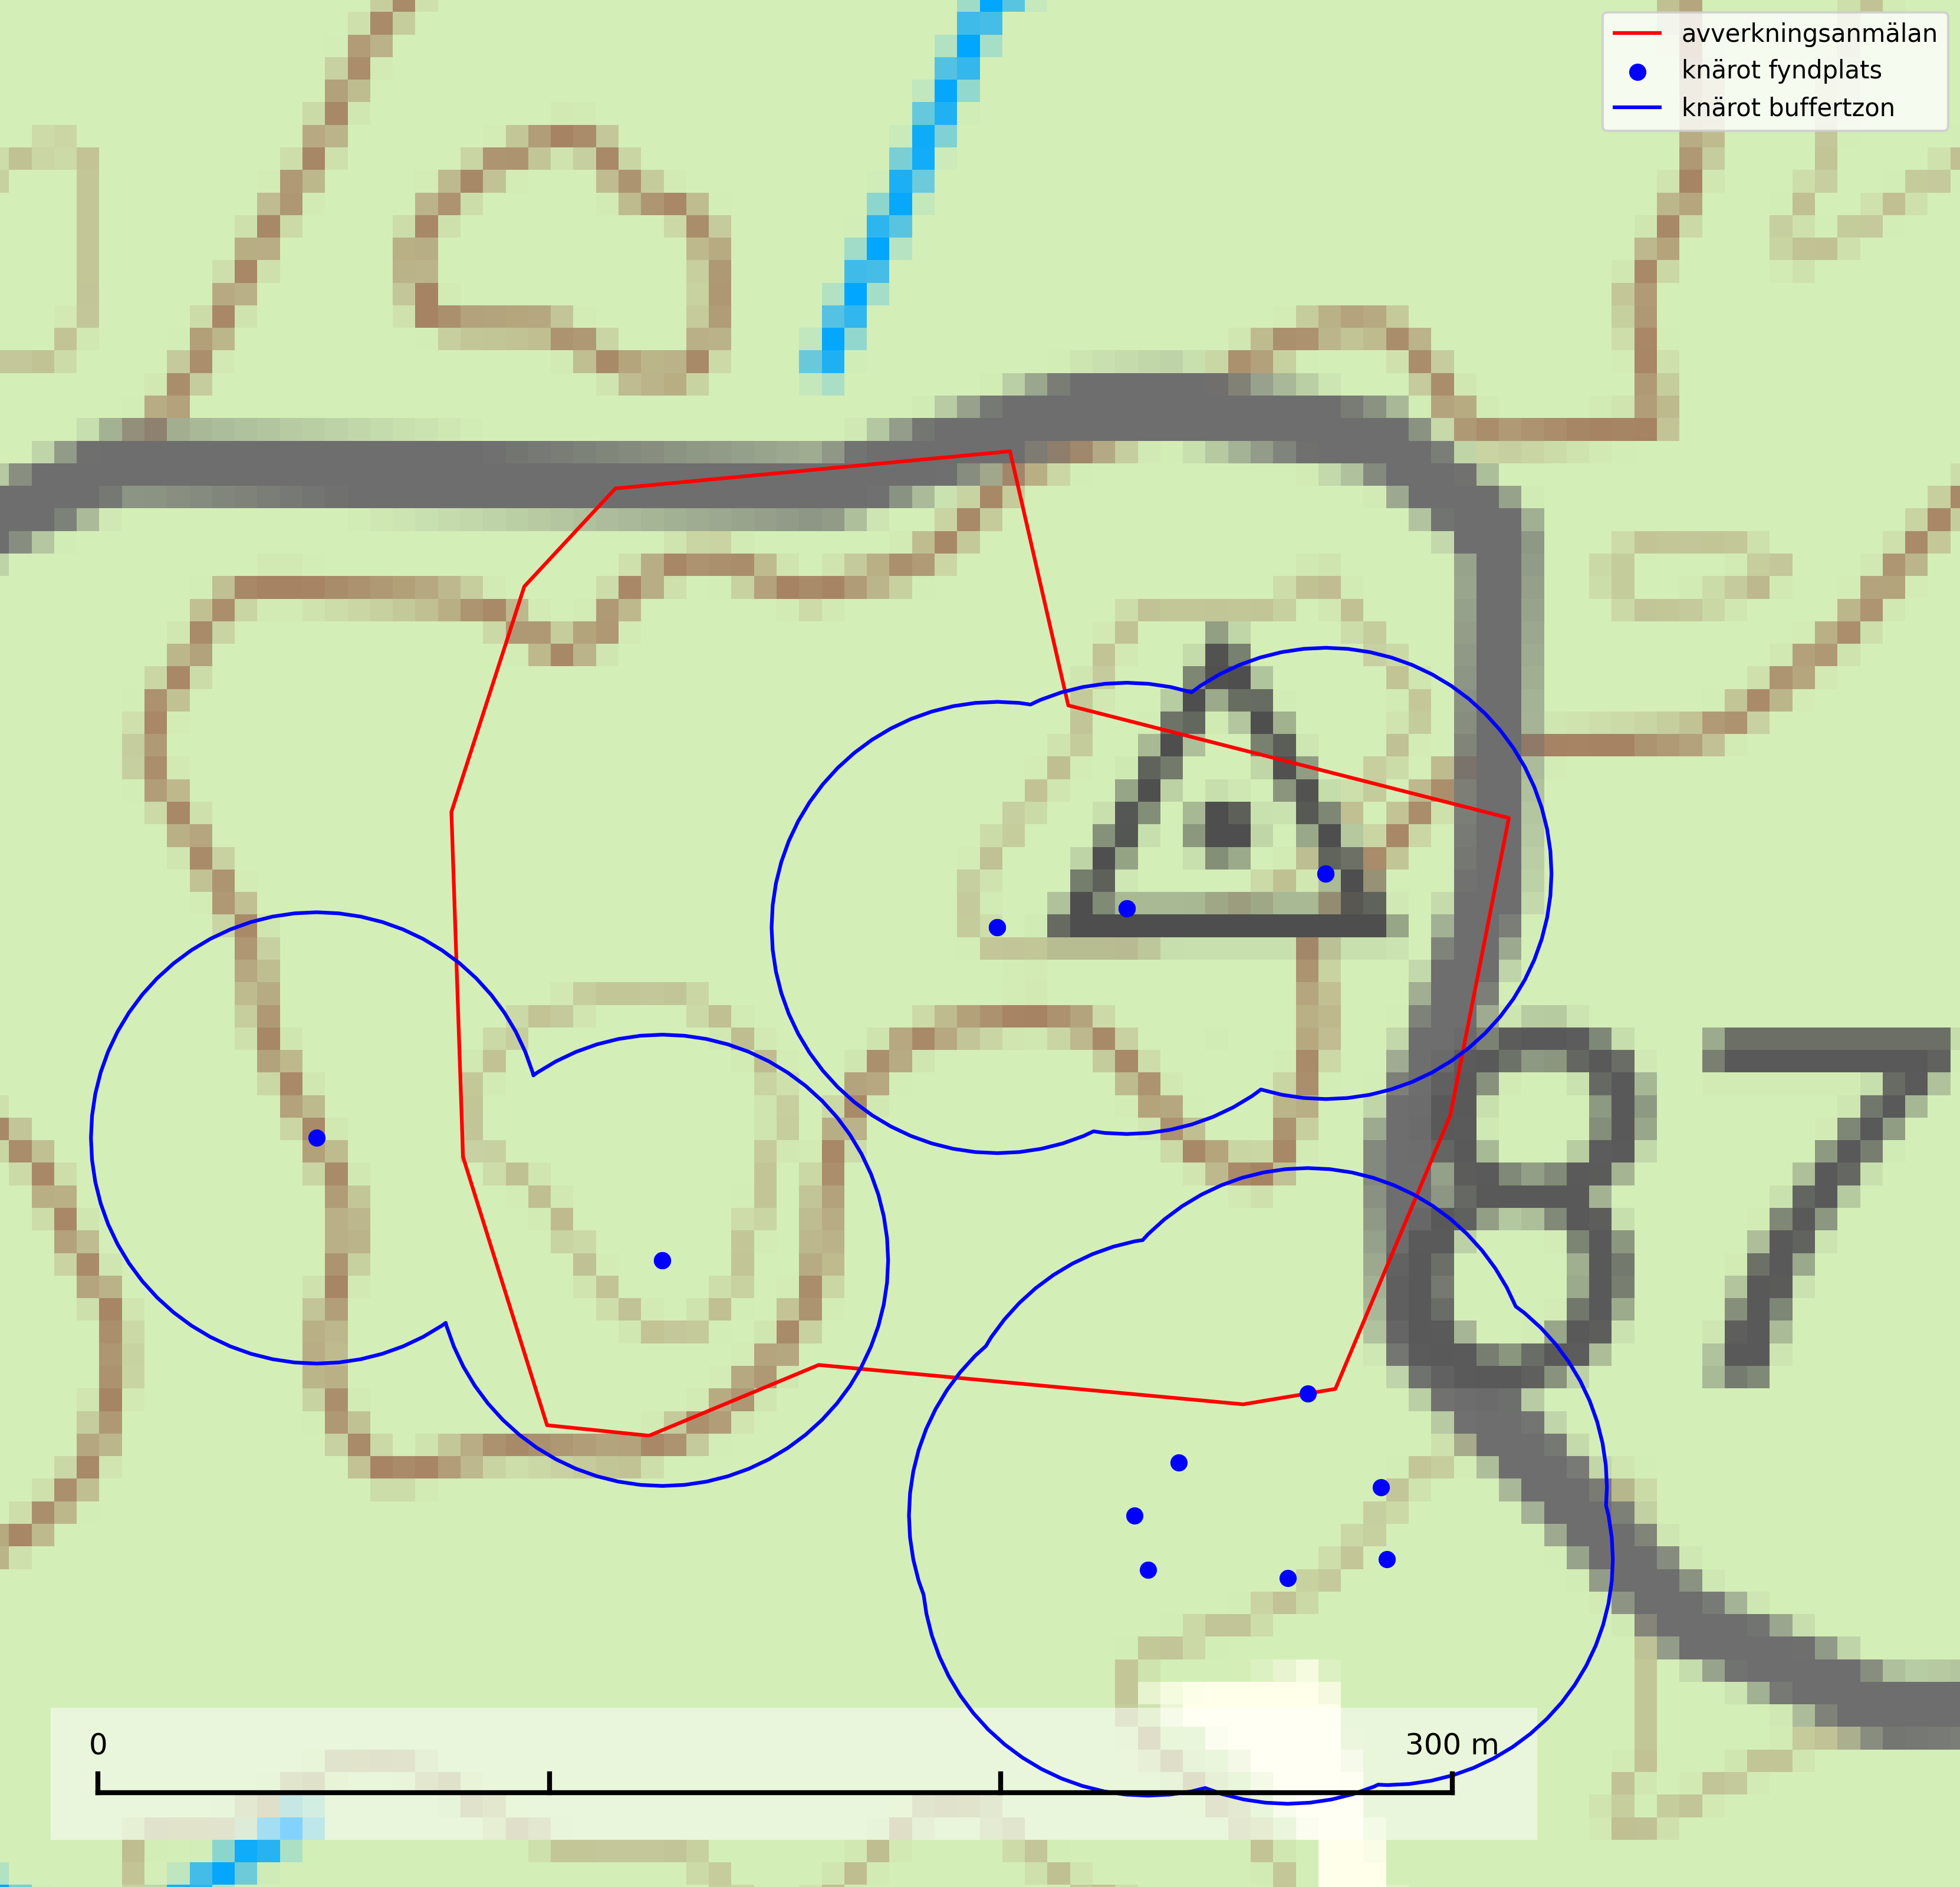 avverkningsanmälan
knärot fyndplats
knärot buffertzon
87
0 300 m